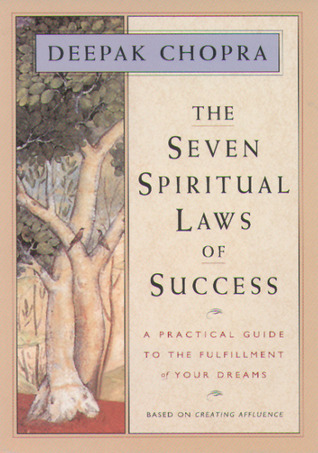 DEEPAK CHOPRA
THE
SEVEN
SPIRITUAL
LAWS
OF
SUCCESS
A PRACTICAL GUIDE
TO THE FULFILLMENT
of YOUR DREAMS
BASED ON CREATING AFFLUENCE